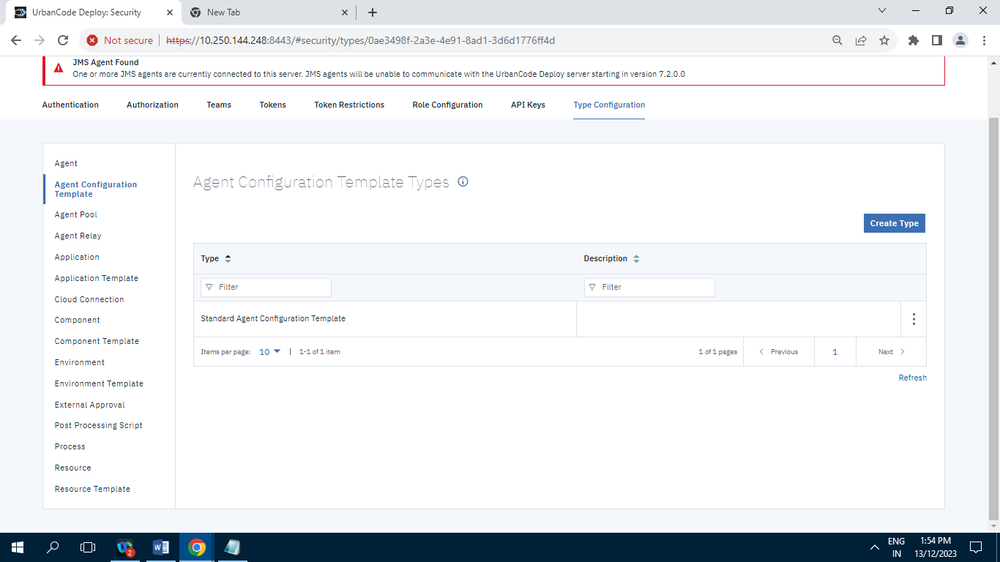 UrbanCode Deploy: Security
New Tab
Not secure
https://10.250.144.248:8443/#security/types/0ae3498f-2a3e-4e91-8ad1-3d6d1776ff4d
JMS Agent Found
One or more JMS agents are currently connected to this server. JMS agents will be unable to communicate with the UrbanCode Deploy server starting in version 7.2.0.0
Authentication
Authorization
Teams
Tokens
Token Restrictions
Role Configuration
API Keys
Type Configuration
Agent
Agent Configuration
Template
Agent Pool
Agent Relay
Application
Application Template
Cloud Connection
Component
Component Template
Environment
Environment Template
External Approval
Post Processing Script
Process
Resource
Resource Template
Agent Configuration Template Types
Create Type
Type
Description
Filter
Filter
Standard Agent Configuration Template
Items per page: 10 | 1-1 of 1 item
1 of 1 pages
Previous
1
Next
Refresh
2
W
ENG
IN
1:54 PM
13/12/2023